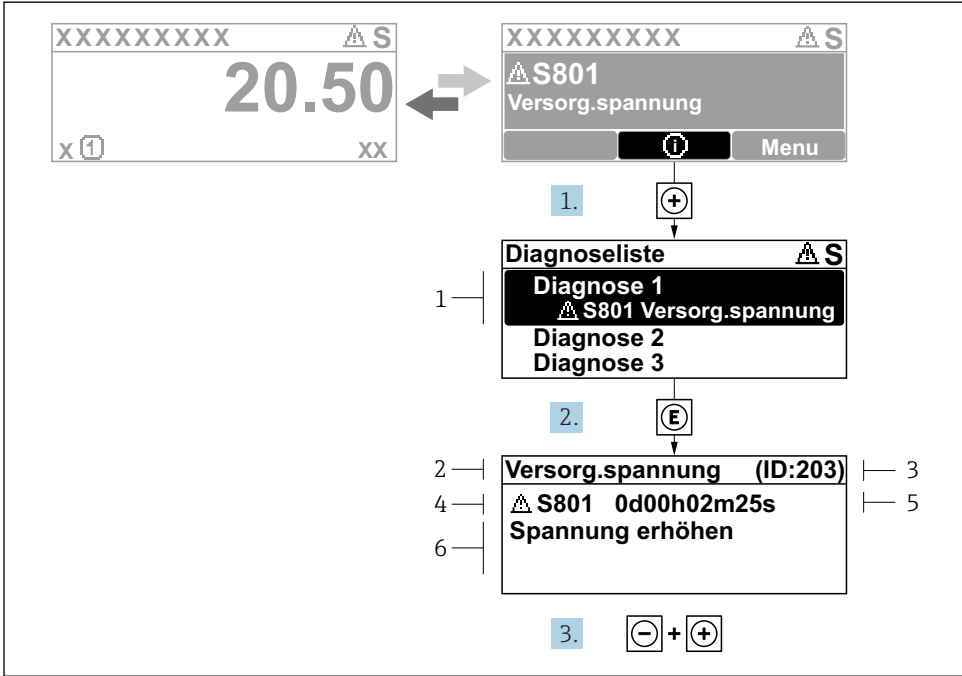 XXXXXXXXX ⚠ S
20.50
X ① XX
XXXXXXXXX ⚠ S
⚠ S801
Versorg.spannung
ⓘ Menu
1. ⊕
Diagnoseliste ⚠ S
1
Diagnose 1
⚠ S801 Versorg.spannung
Diagnose 2
Diagnose 3
2. Ⓔ
2 Versorg.spannung (ID:203) 3
4 ⚠ S801 0d00h02m25s 5
6 Spannung erhöhen
3. ⊖ + ⊕